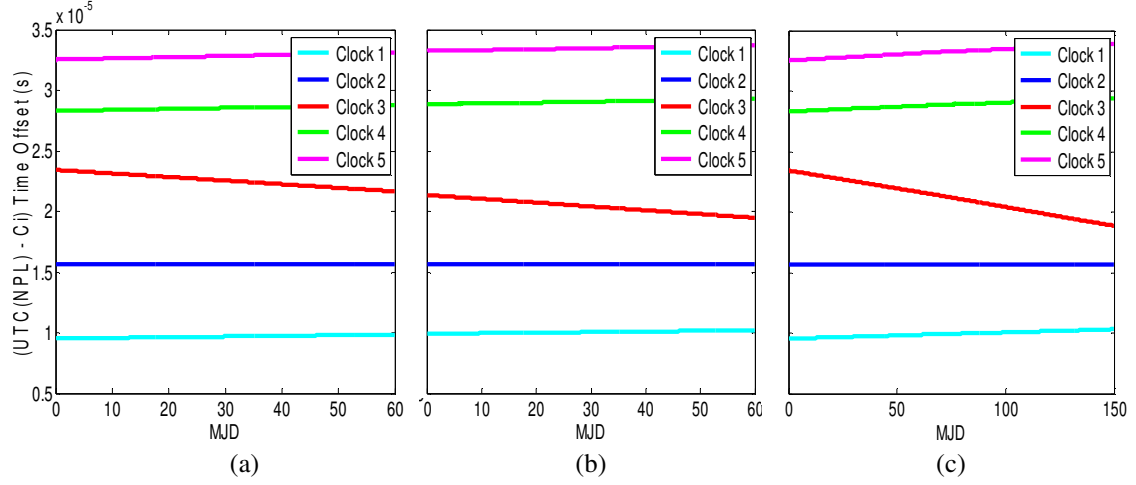 x 10
-5
(UTC(NPL) - Ci) Time Offset (s)
3.5
3
2.5
2
1.5
1
0.5
0 10 20 30 40 50 60
MJD
(a)
Clock 1
Clock 2
Clock 3
Clock 4
Clock 5
0 10 20 30 40 50 60
MJD
(b)
Clock 1
Clock 2
Clock 3
Clock 4
Clock 5
0 50 100 150
MJD
(c)
Clock 1
Clock 2
Clock 3
Clock 4
Clock 5